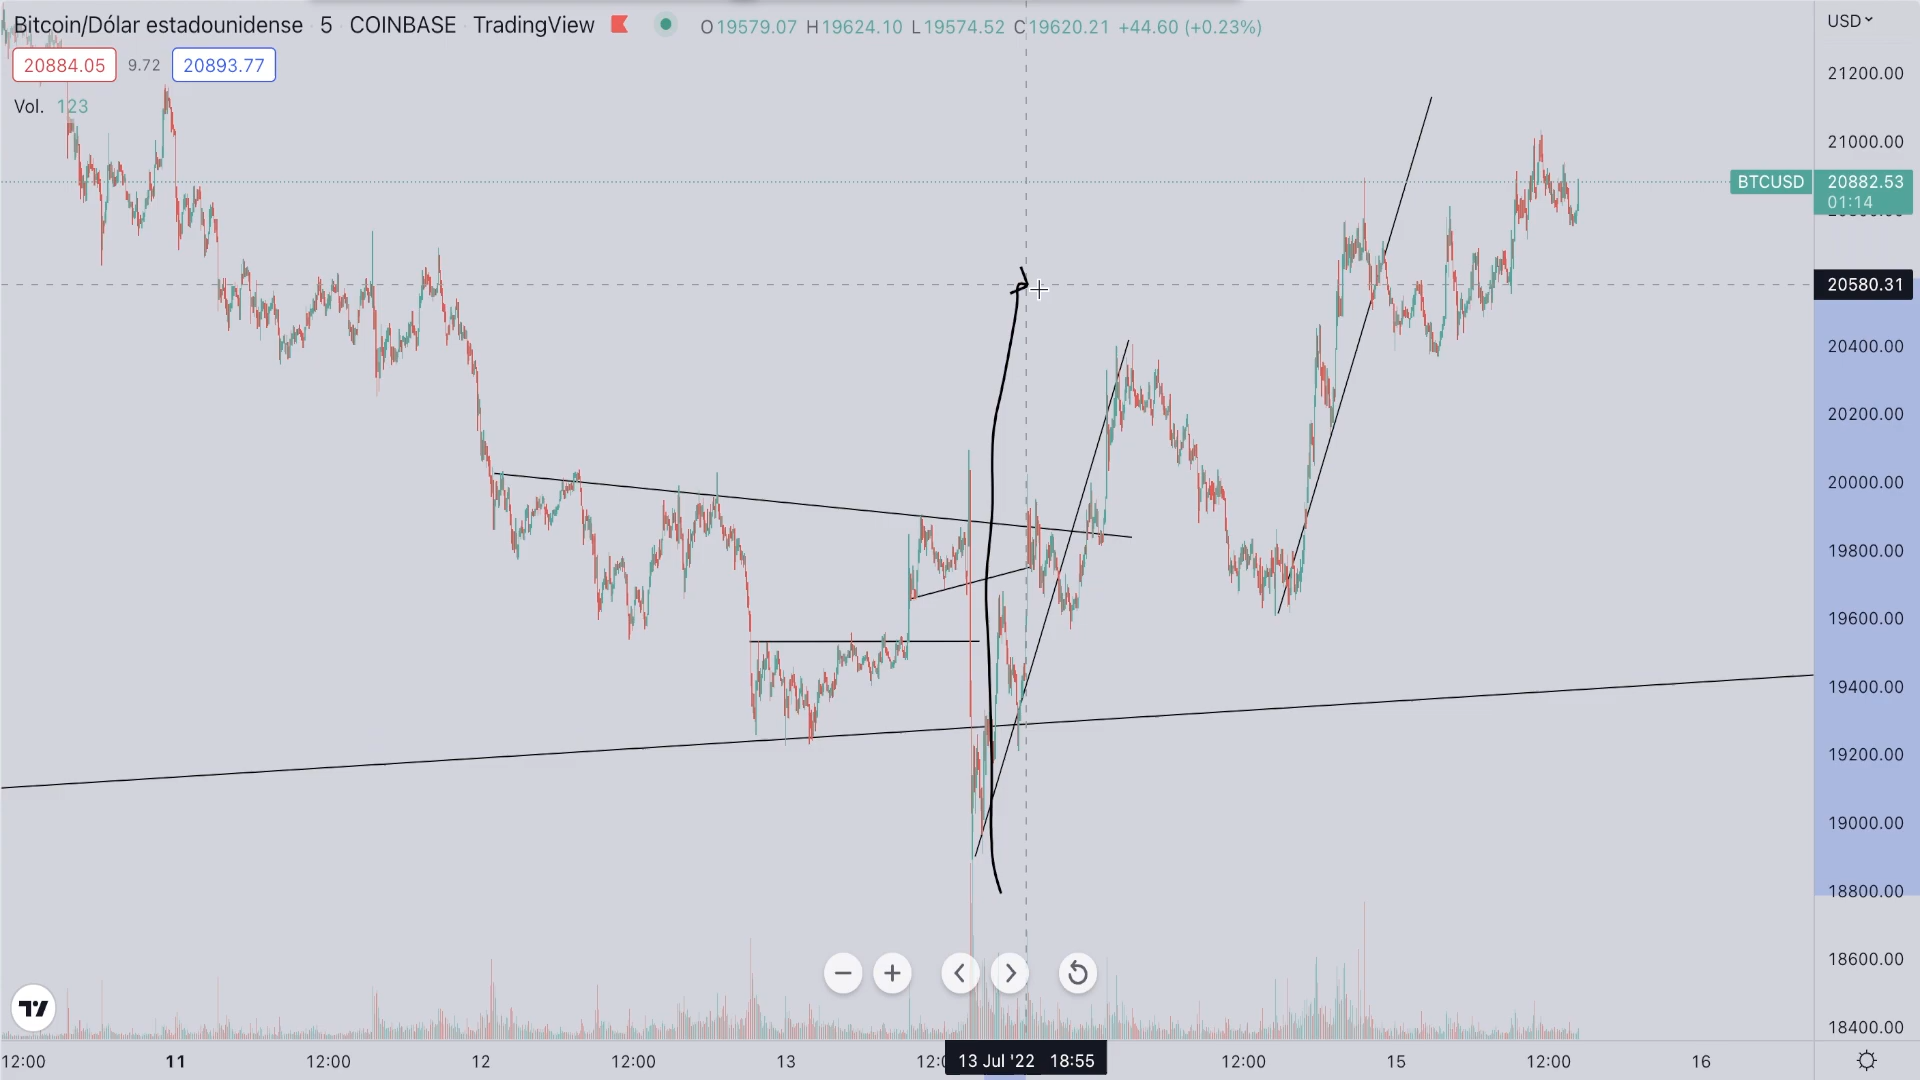 Bitcoin/Dólar estadounidense · 5 · COINBASE · TradingView O19579.07 H19624.10 L19574.52 C19620.21 +44.60 (+0.23%)
USD
20884.05 9.72 20893.77
Vol. 123
21200.00
21000.00
BTCUSD 20882.53
01:14
20580.31
20400.00
20200.00
20000.00
19800.00
19600.00
19400.00
19200.00
19000.00
18800.00
18600.00
18400.00
12:00 11 12:00 12 12:00 13 13 Jul '22 18:55 12:00 15 12:00 16